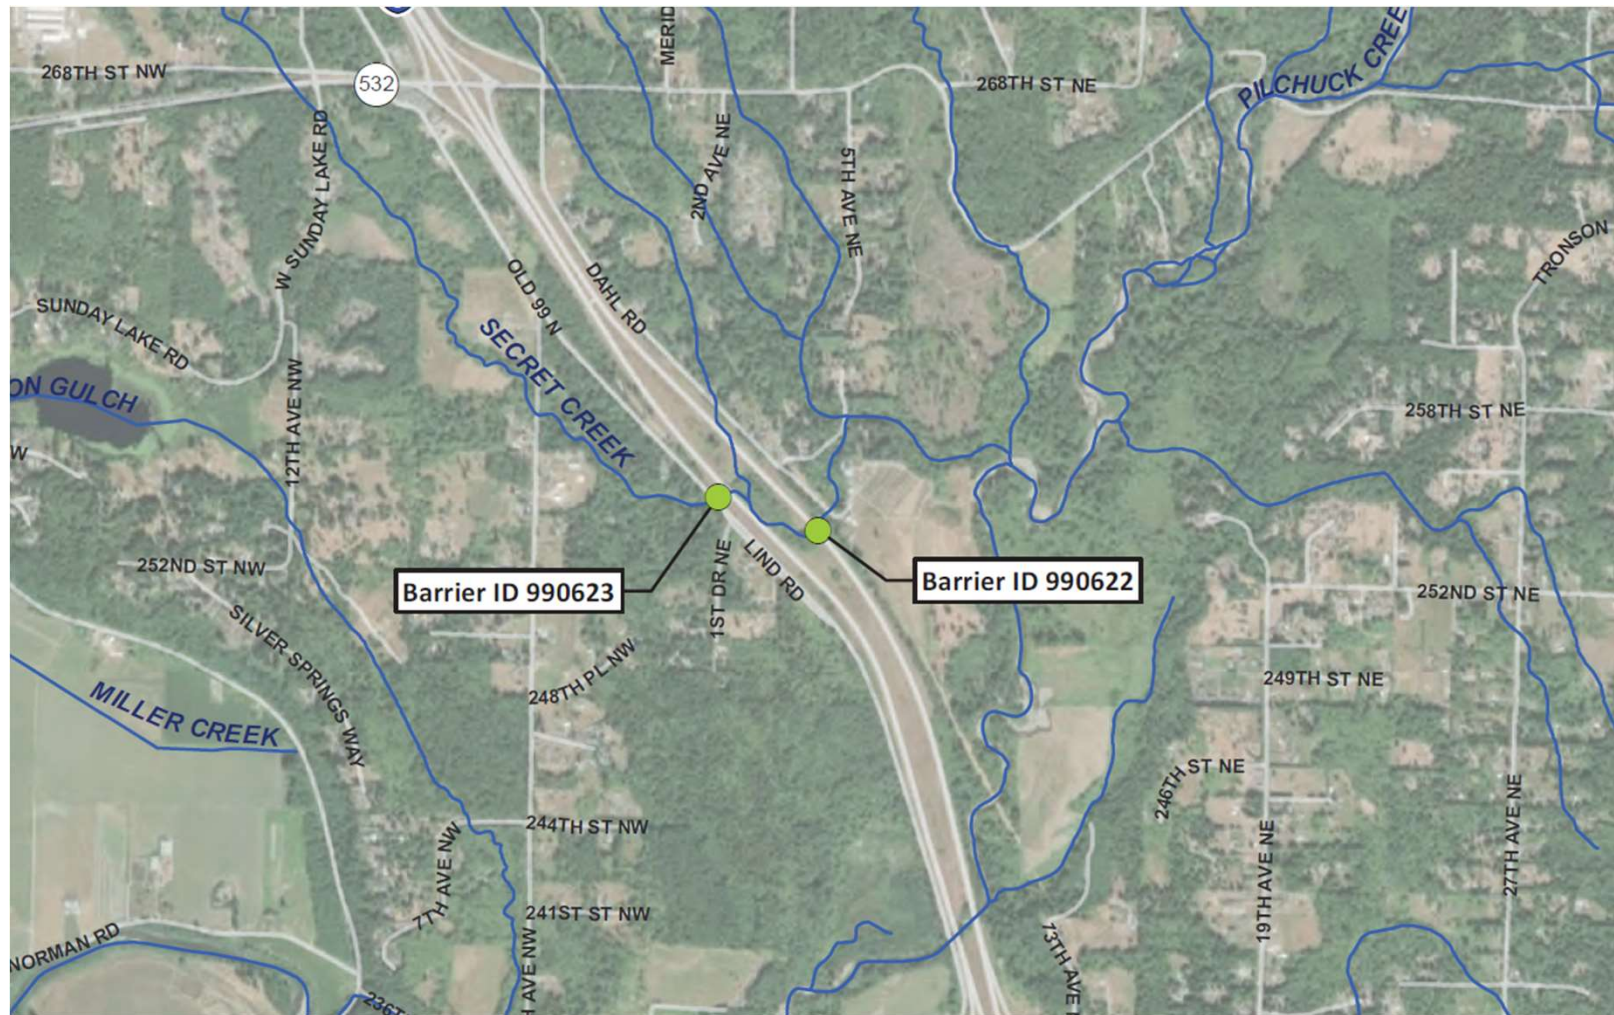 MERID
PILCHUCK CREE
268TH ST NW
532
268TH ST NE
W SUNDAY LAKE RD
2ND AVE NE
5TH AVE NE
TRONSON
OLD 99 N
DAHL RD
SUNDAY LAKE RD
SECRET CREEK
ON GULCH
12TH AVE NW
258TH ST NE
W
1ST DR NE
LIND RD
252ND ST NW
Barrier ID 990623
Barrier ID 990622
252ND ST NE
SILVER SPRINGS WAY
248TH PL NW
249TH ST NE
MILLER CREEK
246TH ST NE
244TH ST NW
7TH AVE NW
19TH AVE NE
27TH AVE NE
241ST ST NW
NORMAN RD
H AVE NW
13TH AVE
236T